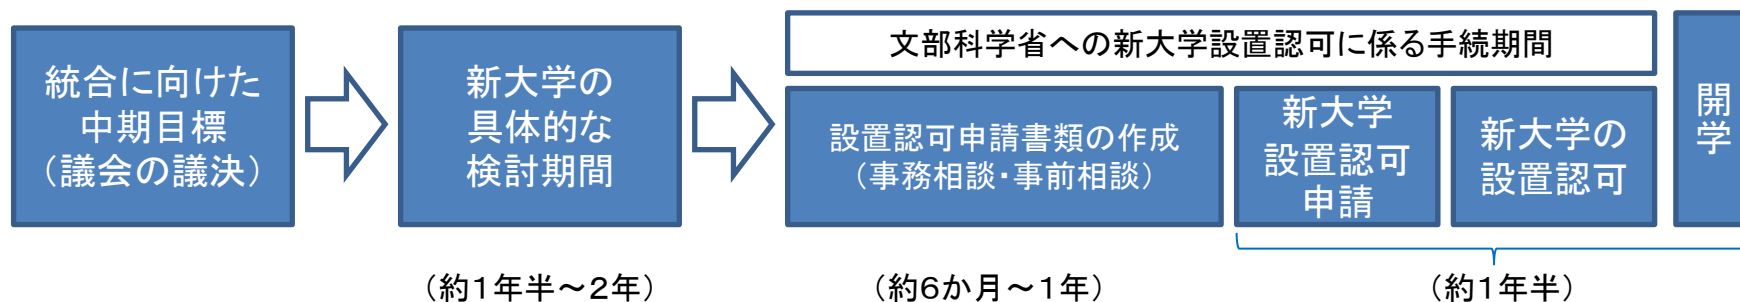 統合に向けた
中期目標
（議会の議決）
新大学の
具体的な
検討期間
文部科学省への新大学設置認可に係る手続期間
設置認可申請書類の作成
（事務相談・事前相談）
新大学
設置認可
申請
新大学の
設置認可
開学
（約１年半～２年）
（約６か月～１年）
（約１年半）